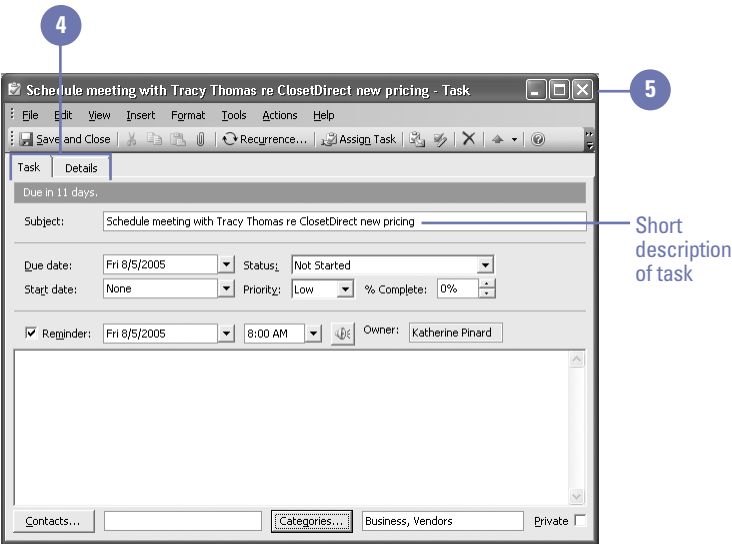 4
Schedule meeting with Tracy Thomas re ClosetDirect new pricing - Task
5
File Edit View Insert Format Tools Actions Help
Save and Close Recurrence... Assign Task
Task Details
Due in 11 days.
Subject: Schedule meeting with Tracy Thomas re ClosetDirect new pricing
Short
description
of task
Due date: Fri 8/5/2005 Status: Not Started
Start date: None Priority: Low % Complete: 0%
Reminder: Fri 8/5/2005 8:00 AM Owner: Katherine Pinard
Contacts... Categories... Business, Vendors Private